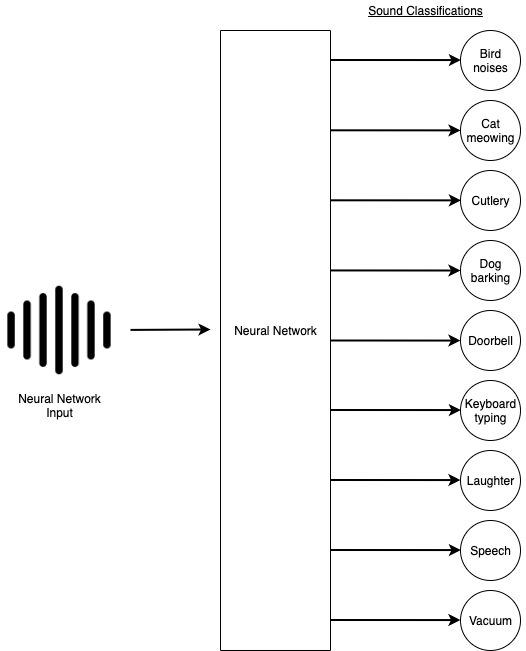 Sound Classifications
Bird
noises
Cat
meowing
Cutlery
Dog
barking
Neural Network
Doorbell
Neural Network
Input
Keyboard
typing
Laughter
Speech
Vacuum